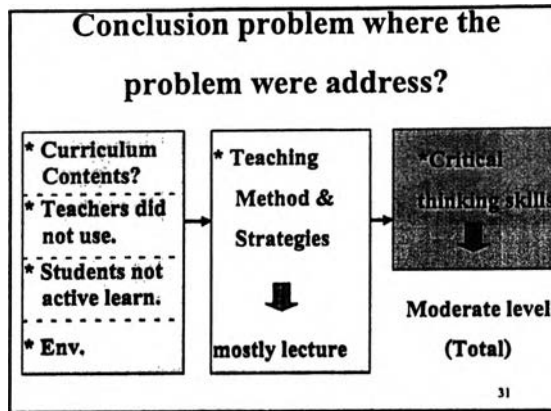 Conclusion problem where the
problem were address?
* Curriculum
Contents?
* Teachers did
not use.
* Students not
active learn.
* Env.
* Teaching
Method &
Strategies
mostly lecture
*Critical
thinking skills
Moderate level
(Total)
31